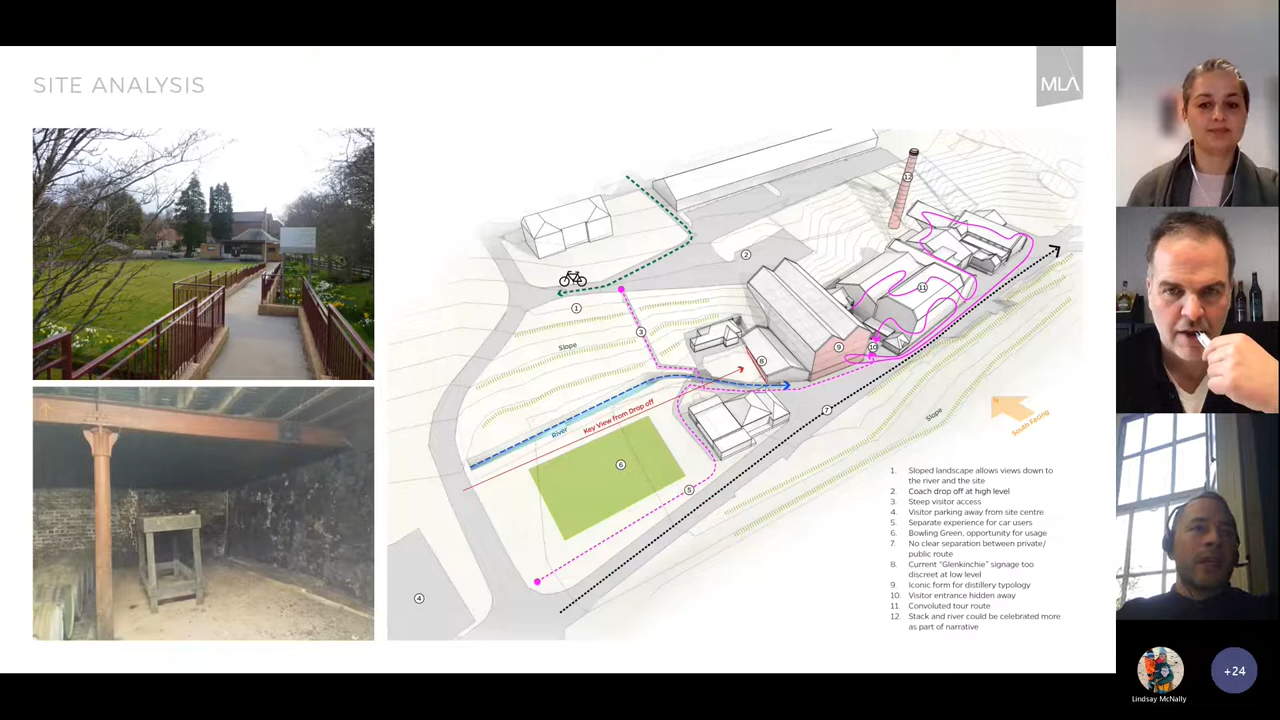 SITE ANALYSIS
MLA
12
2
11
1
3
Slope
9
10
8
7
N
South Facing
Slope
River
Key View from Drop off
6
5
4
1. Sloped landscape allows views down to
the river and the site
2. Coach drop off at high level
3. Steep visitor access
4. Visitor parking away from site centre
5. Separate experience for car users
6. Bowling Green, opportunity for usage
7. No clear separation between private/
public route
8. Current "Glenkinchie" signage too
discreet at low level
9. Iconic form for distillery typology
10. Visitor entrance hidden away
11. Convoluted tour route
12. Stack and river could be celebrated more
as part of narrative
Lindsay McNally
+24